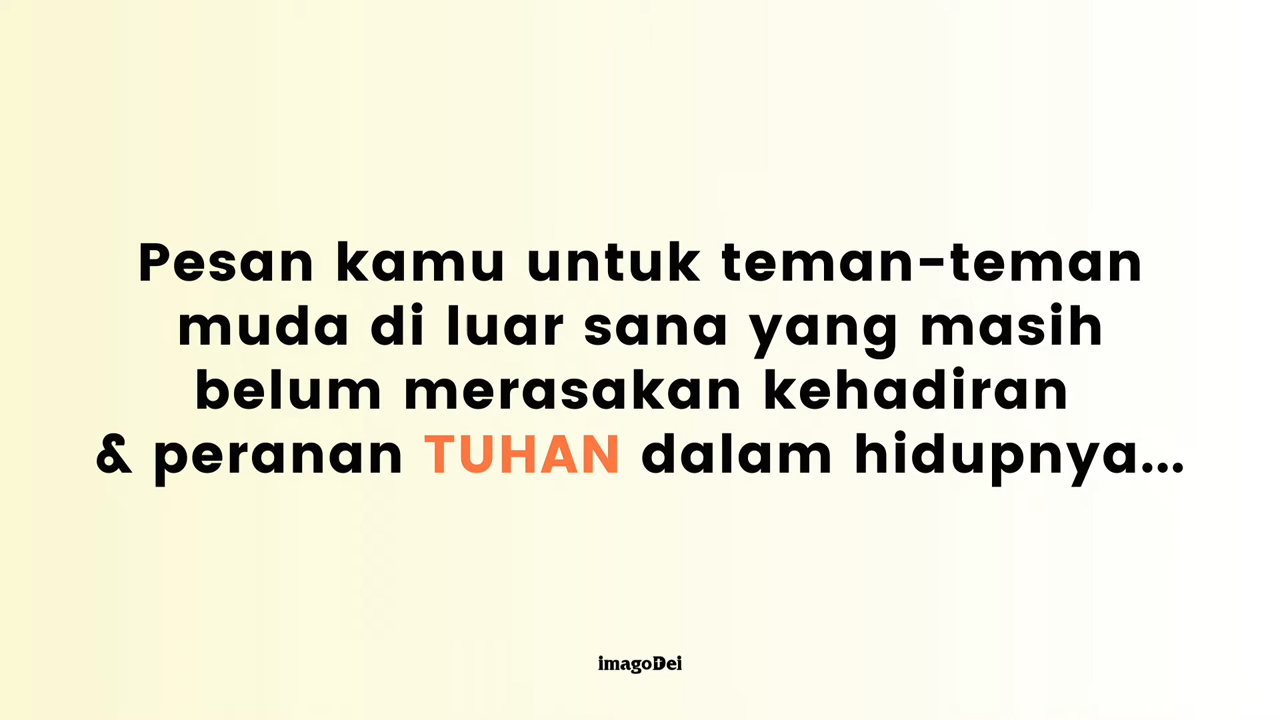 Pesan kamu untuk teman-teman
muda di luar sana yang masih
belum merasakan kehadiran
& peranan TUHAN dalam hidupnya...
imagoDei